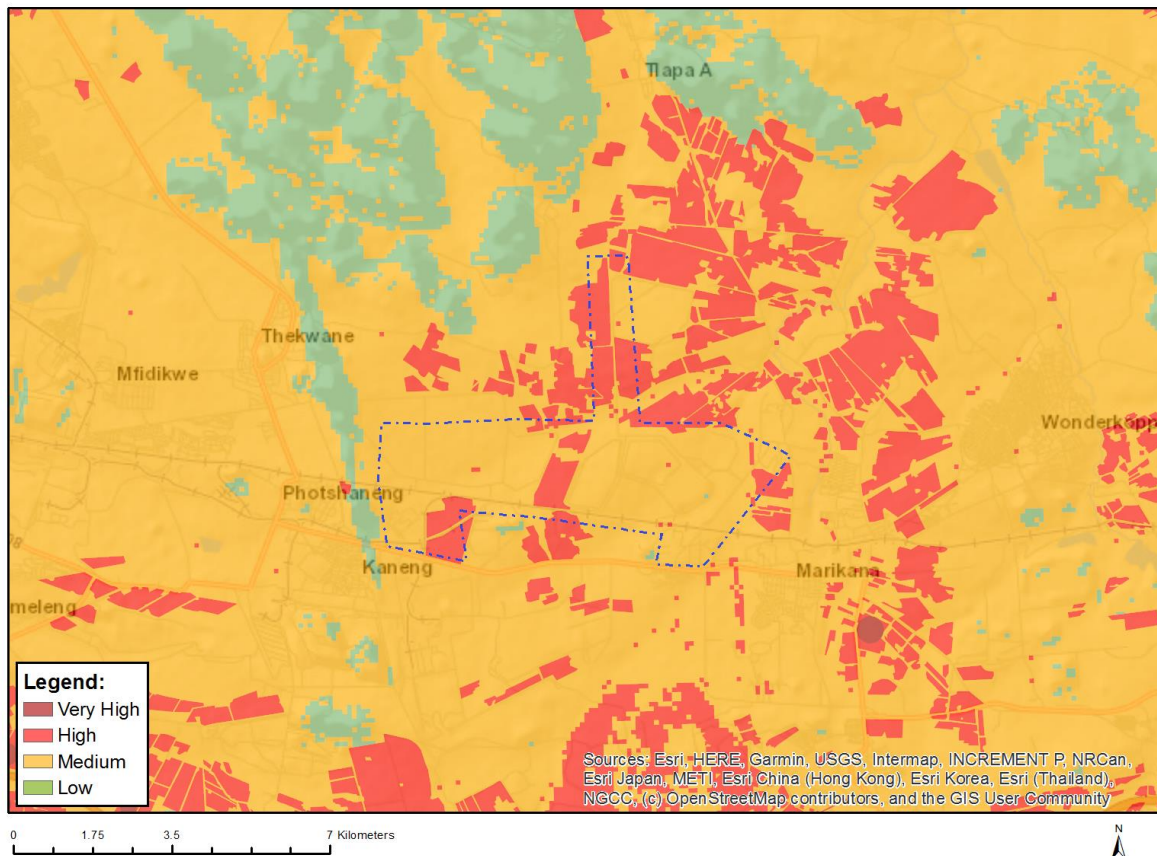 Tlapa A
Thekwane
Mfidikwe
Wonderkopp
Photshaneng
Kaneng
Marikana
meleng
Legend:
Very High
High
Medium
Low
Sources: Esri, HERE, Garmin, USGS, Intermap, INCREMENT P, NRCan,
Esri Japan, METI, Esri China (Hong Kong), Esri Korea, Esri (Thailand),
NGCC, (c) OpenStreetMap contributors, and the GIS User Community
0 1.75 3.5 7 Kilometers
N